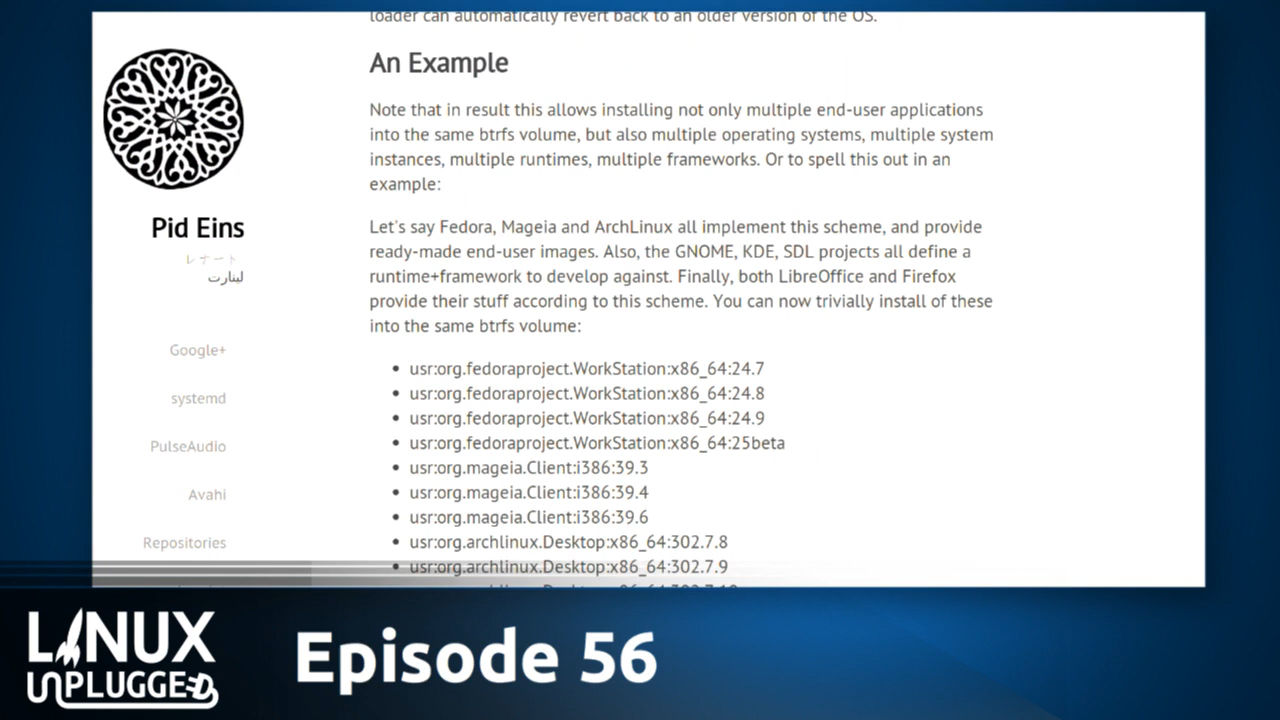 loader can automatically revert back to an older version of the OS.
An Example
Note that in result this allows installing not only multiple end-user applications
into the same btrfs volume, but also multiple operating systems, multiple system
instances, multiple runtimes, multiple frameworks. Or to spell this out in an
example:
Let's say Fedora, Mageia and ArchLinux all implement this scheme, and provide
ready-made end-user images. Also, the GNOME, KDE, SDL projects all define a
runtime+framework to develop against. Finally, both LibreOffice and Firefox
provide their stuff according to this scheme. You can now trivially install of these
into the same btrfs volume:
• usr:org.fedoraproject.WorkStation:x86_64:24.7
• usr:org.fedoraproject.WorkStation:x86_64:24.8
• usr:org.fedoraproject.WorkStation:x86_64:24.9
• usr:org.fedoraproject.WorkStation:x86_64:25beta
• usr:org.mageia.Client:i386:39.3
• usr:org.mageia.Client:i386:39.4
• usr:org.mageia.Client:i386:39.6
• usr:org.archlinux.Desktop:x86_64:302.7.8
• usr:org.archlinux.Desktop:x86_64:302.7.9
Pid Eins
レナート
لينارت
Google+
systemd
PulseAudio
Avahi
Repositories
LINUX
UNPLUGGED
Episode 56